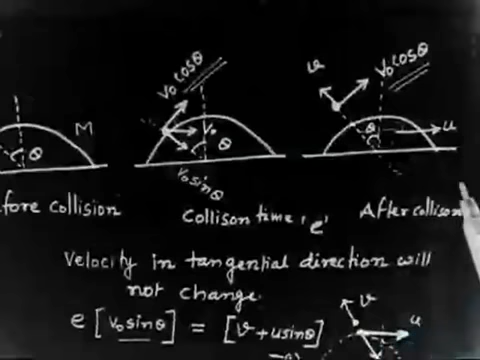 V₀cosθ
v V₀cosθ
M θ V₀ θ θ u
V₀sinθ
fore collision
Collison time, 'e'
After collison
Velocity in tangential direction will
not change.
e [V₀sinθ] = [v+usinθ]
v
u